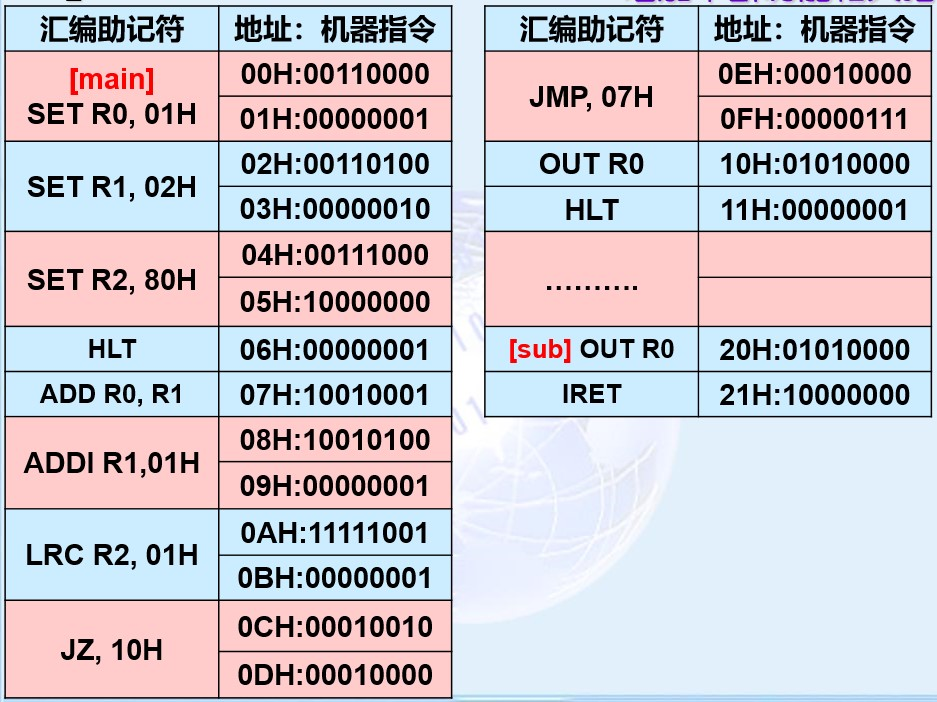 汇编助记符 地址：机器指令
[main]
SET R0, 01H
00H:00110000
01H:00000001
SET R1, 02H
02H:00110100
03H:00000010
SET R2, 80H
04H:00111000
05H:10000000
HLT 06H:00000001
ADD R0, R1 07H:10010001
ADDI R1,01H
08H:10010100
09H:00000001
LRC R2, 01H
0AH:11111001
0BH:00000001
JZ, 10H
0CH:00010010
0DH:00010000
汇编助记符 地址：机器指令
JMP, 07H
0EH:00010000
0FH:00000111
OUT R0 10H:01010000
HLT 11H:00000001
……….
[sub] OUT R0 20H:01010000
IRET 21H:10000000